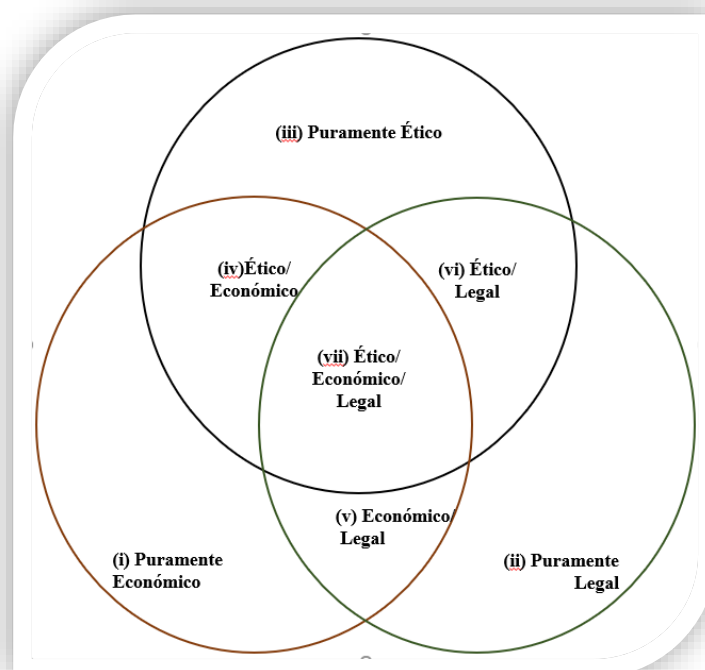 (iii) Puramente Ético
(iv)Ético/
Económico
(vi) Ético/
Legal
(vii) Ético/
Económico/
Legal
(v) Económico/
Legal
(i) Puramente
Económico
(ii) Puramente
Legal